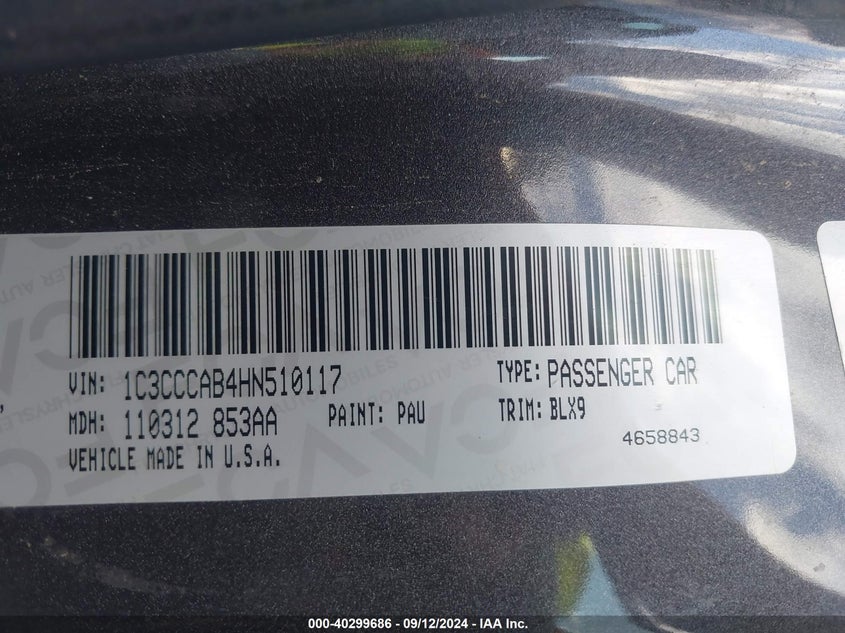 VIN: 1C3CCCAB4HN510117 TYPE: PASSENGER CAR
MDH: 110312 853AA PAINT: PAU TRIM: BLX9
VEHICLE MADE IN U.S.A. 4658843
000-40299686 - 09/12/2024 - IAA Inc.